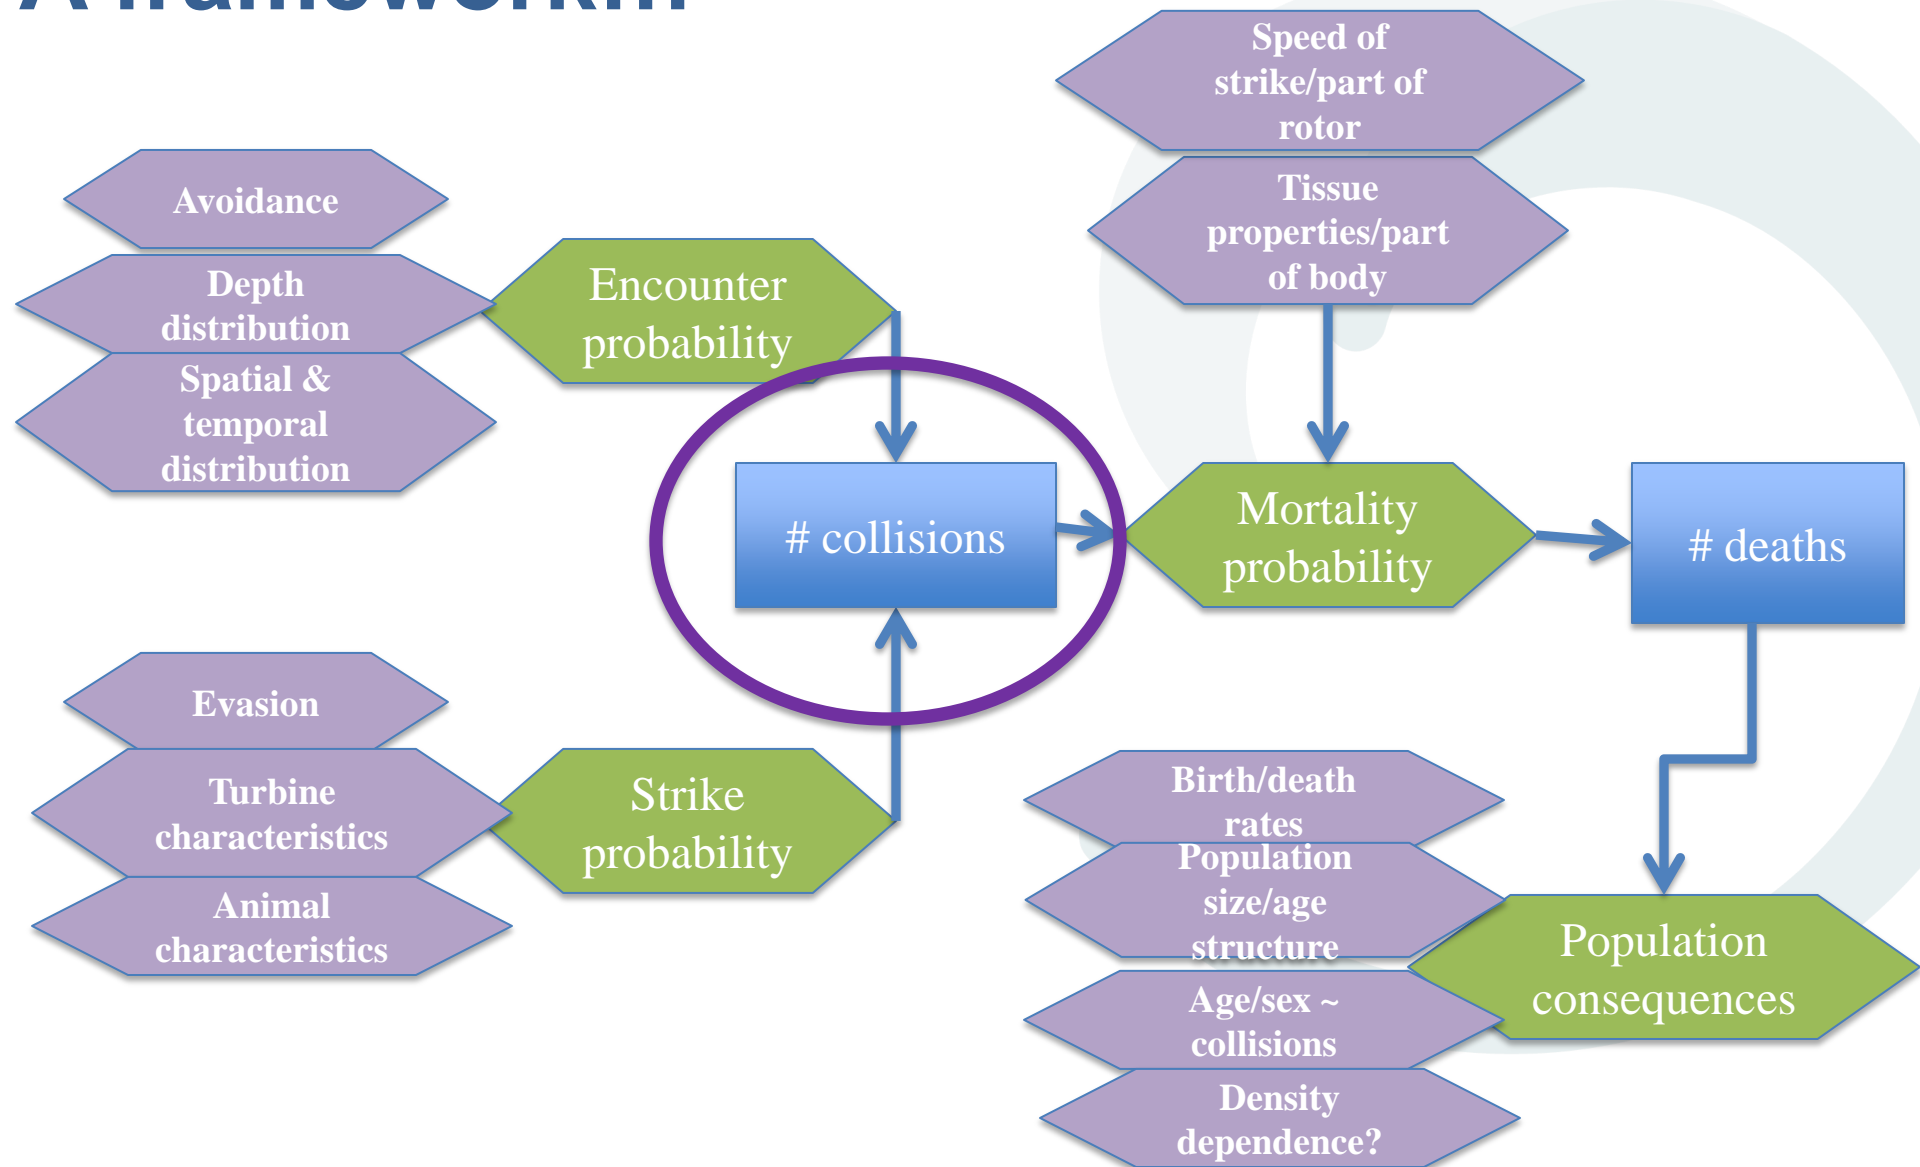 A framework...
Speed of
strike/part of
rotor
Tissue
properties/part
of body
Avoidance
Depth
distribution
Spatial &
temporal
distribution
Encounter
probability
# collisions
Mortality
probability
# deaths
Evasion
Turbine
characteristics
Animal
characteristics
Strike
probability
Birth/death
rates
Population
size/age
structure
Age/sex ~
collisions
Density
dependence?
Population
consequences